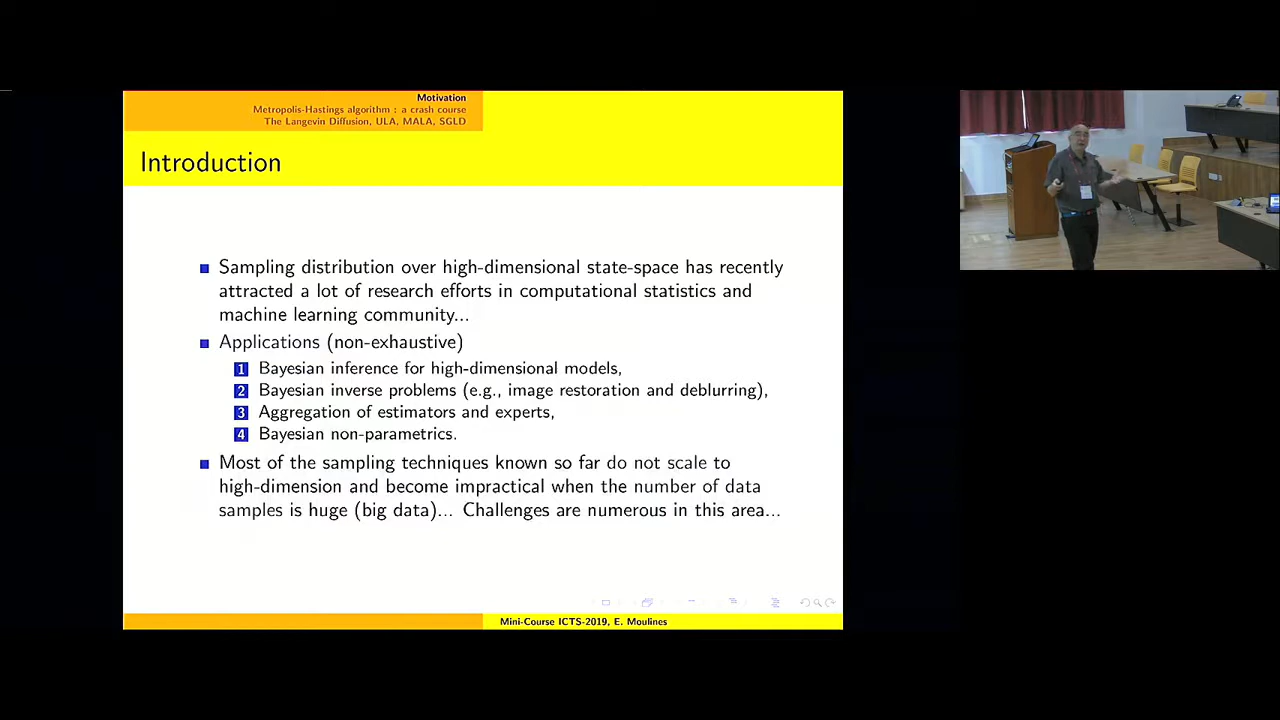 Motivation
Metropolis-Hastings algorithm : a crash course
The Langevin Diffusion, ULA, MALA, SGLD
Introduction
Sampling distribution over high-dimensional state-space has recently
attracted a lot of research efforts in computational statistics and
machine learning community...
Applications (non-exhaustive)
1 Bayesian inference for high-dimensional models,
2 Bayesian inverse problems (e.g., image restoration and deblurring),
3 Aggregation of estimators and experts,
4 Bayesian non-parametrics.
Most of the sampling techniques known so far do not scale to
high-dimension and become impractical when the number of data
samples is huge (big data)... Challenges are numerous in this area...
Mini-Course ICTS-2019, E. Moulines